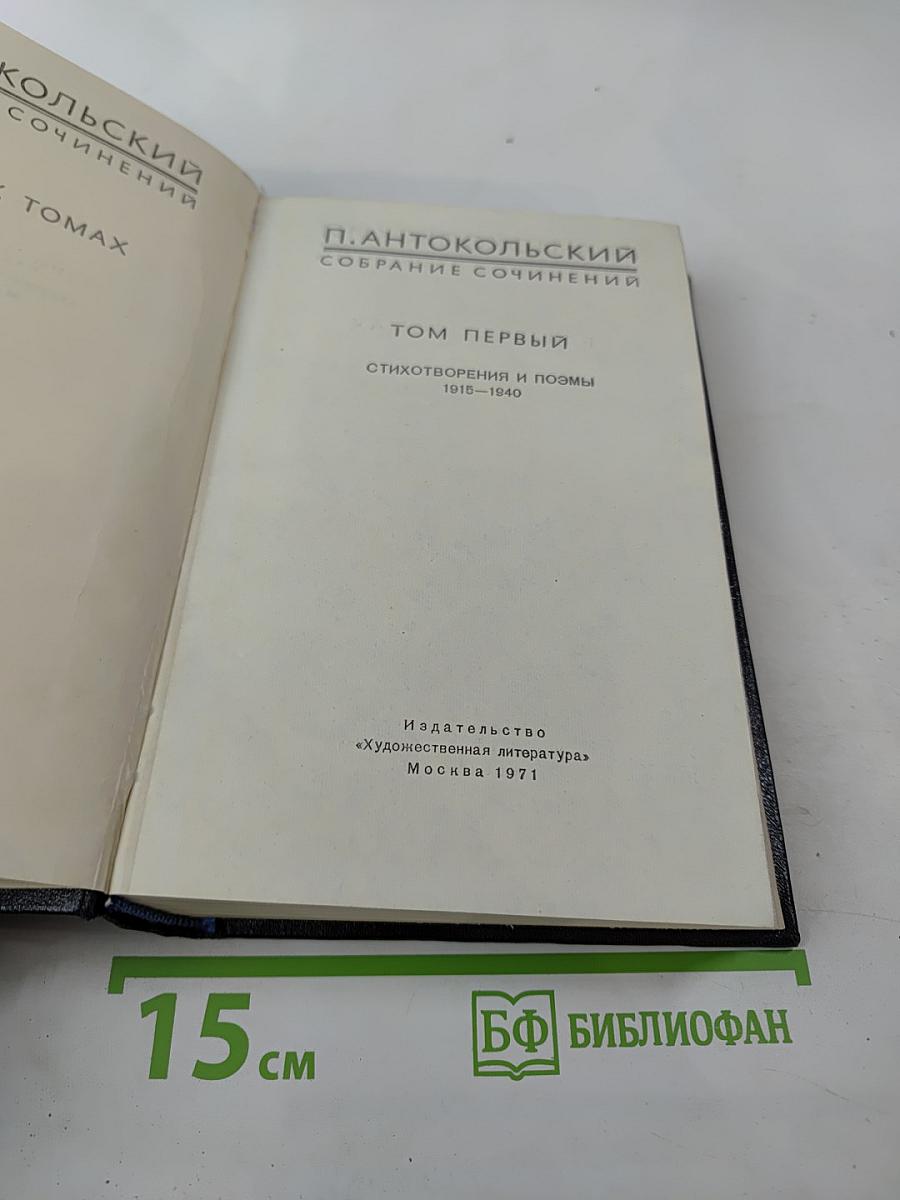 КОЛЬСКИЙ
СОЧИНЕНИЙ
ТОМАХ
П. АНТОКОЛЬСКИЙ
СОБРАНИЕ СОЧИНЕНИЙ
ТОМ ПЕРВЫЙ
СТИХОТВОРЕНИЯ И ПОЭМЫ
1915—1940
Издательство
«Художественная литература»
Москва 1971
15 см
БФ БИБЛИОФАН